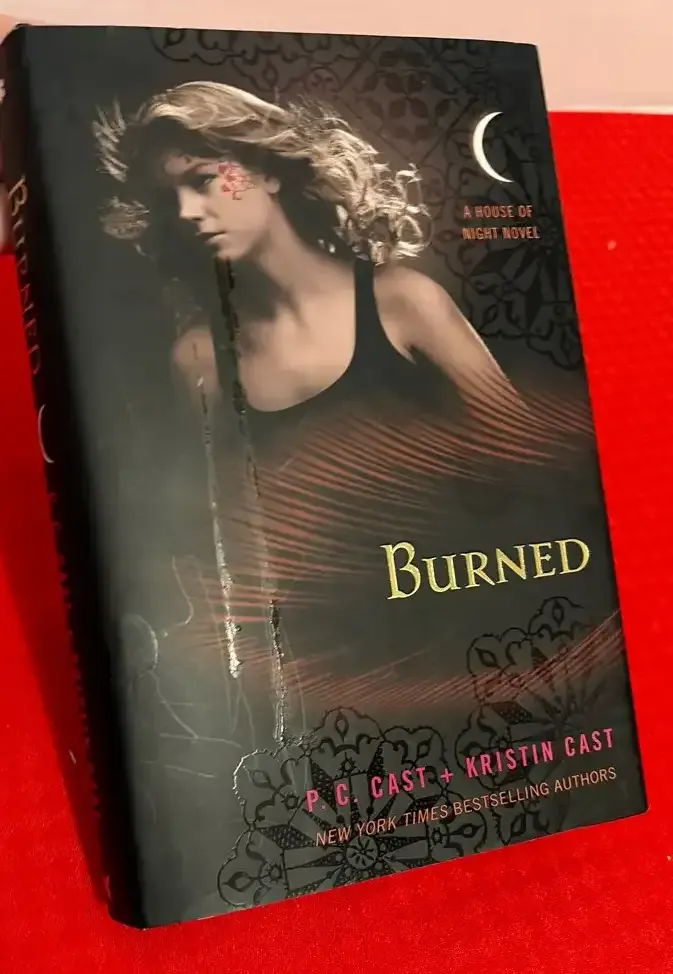 BURNED
A HOUSE OF
NIGHT NOVEL
BURNED
P. C. CAST + KRISTIN CAST
NEW YORK TIMES BESTSELLING AUTHORS